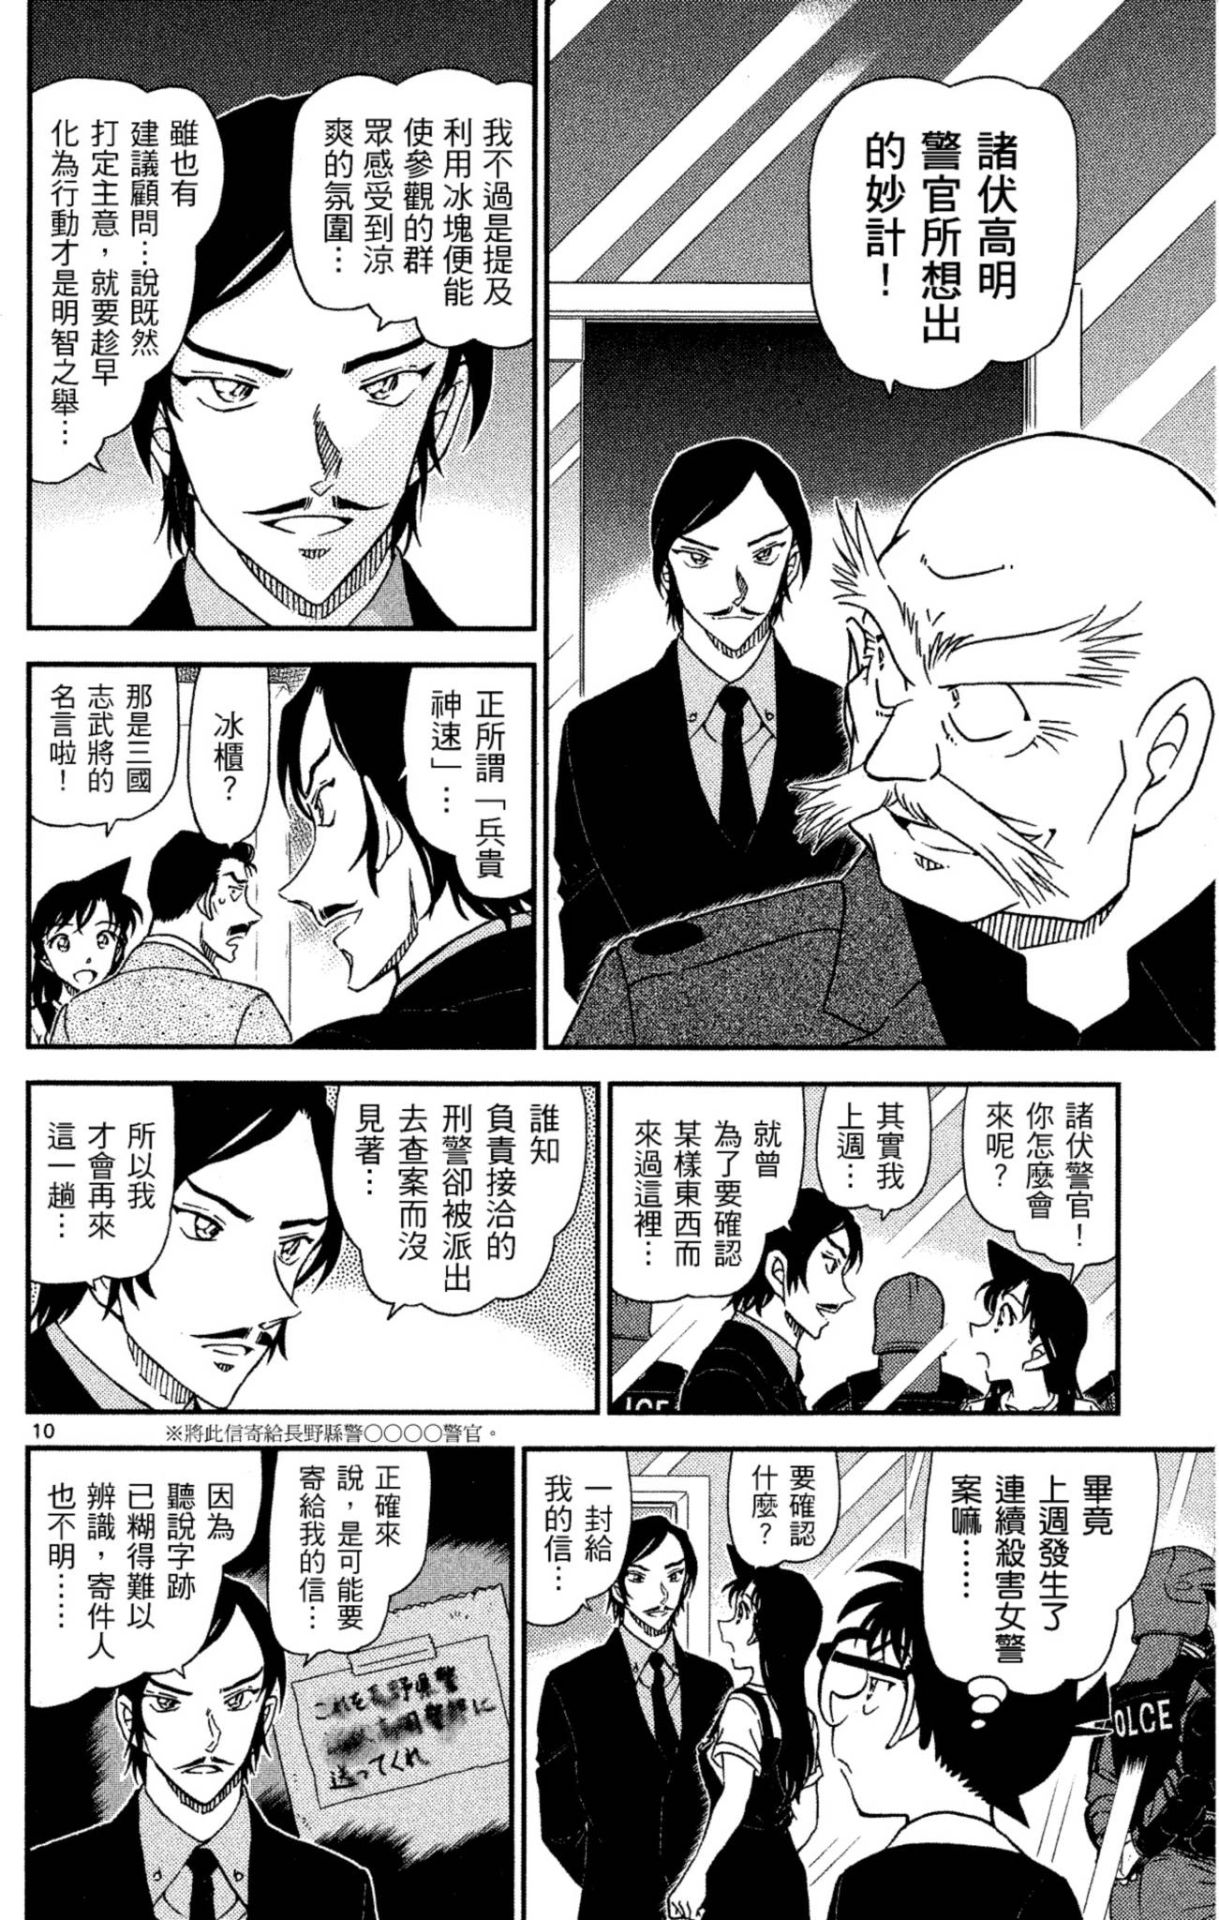 諸伏高明
警官所想出
的妙計！
我不過是提及
利用冰塊便能
使參觀的群
眾感受到涼
爽的氛圍…
雖也有
建議顧問…說既然
打定主意，就要趁早
化為行動才是明智之舉…
正所謂「兵貴
神速」…
冰櫃？
那是三國
志武將的
名言啦！
諸伏警官！
你怎麼會
來呢？
其實我
上週…
就曾
為了要確認
某樣東西而
來過這裡…
ICE
誰知
負責接洽的
刑警卻被派出
去查案而沒
見著…
所以我
才會再來
這一趟…
10
※將此信寄給長野縣警〇〇〇〇警官。
畢竟
上週發生了
連續殺害女警
案嘛……
OLCE
要確認
什麼？
一封給
我的信…
正確來
說，是可能要
寄給我的信…
これを長野県警
高明警部に
送ってくれ
因為
聽說字跡
已糊得難以
辨識，寄件人
也不明……